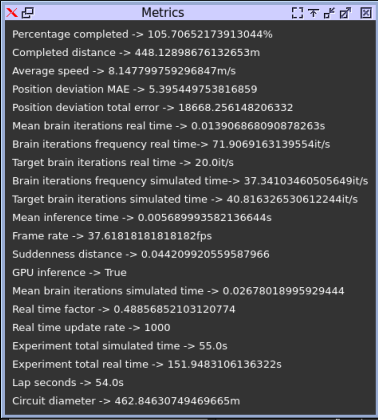 Metrics
Percentage completed -> 105.70652173913044%
Completed distance -> 448.12898676132653m
Average speed -> 8.147799759296847m/s
Position deviation MAE -> 5.395449753816859
Position deviation total error -> 18668.256148206332
Mean brain iterations real time -> 0.013906868090878263s
Brain iterations frequency real time-> 71.9069163139554it/s
Target brain iterations real time -> 20.0it/s
Brain iterations frequency simulated time-> 37.34103460505649it/s
Target brain iterations simulated time -> 40.816326530612244it/s
Mean inference time -> 0.005689993582136644s
Frame rate -> 37.61818181818182fps
Suddenness distance -> 0.044209920559587966
GPU inference -> True
Mean brain iterations simulated time -> 0.02678018995929444
Real time factor -> 0.48856852103120774
Real time update rate -> 1000
Experiment total simulated time -> 55.0s
Experiment total real time -> 151.9483106136322s
Lap seconds -> 54.0s
Circuit diameter -> 462.84630749469665m